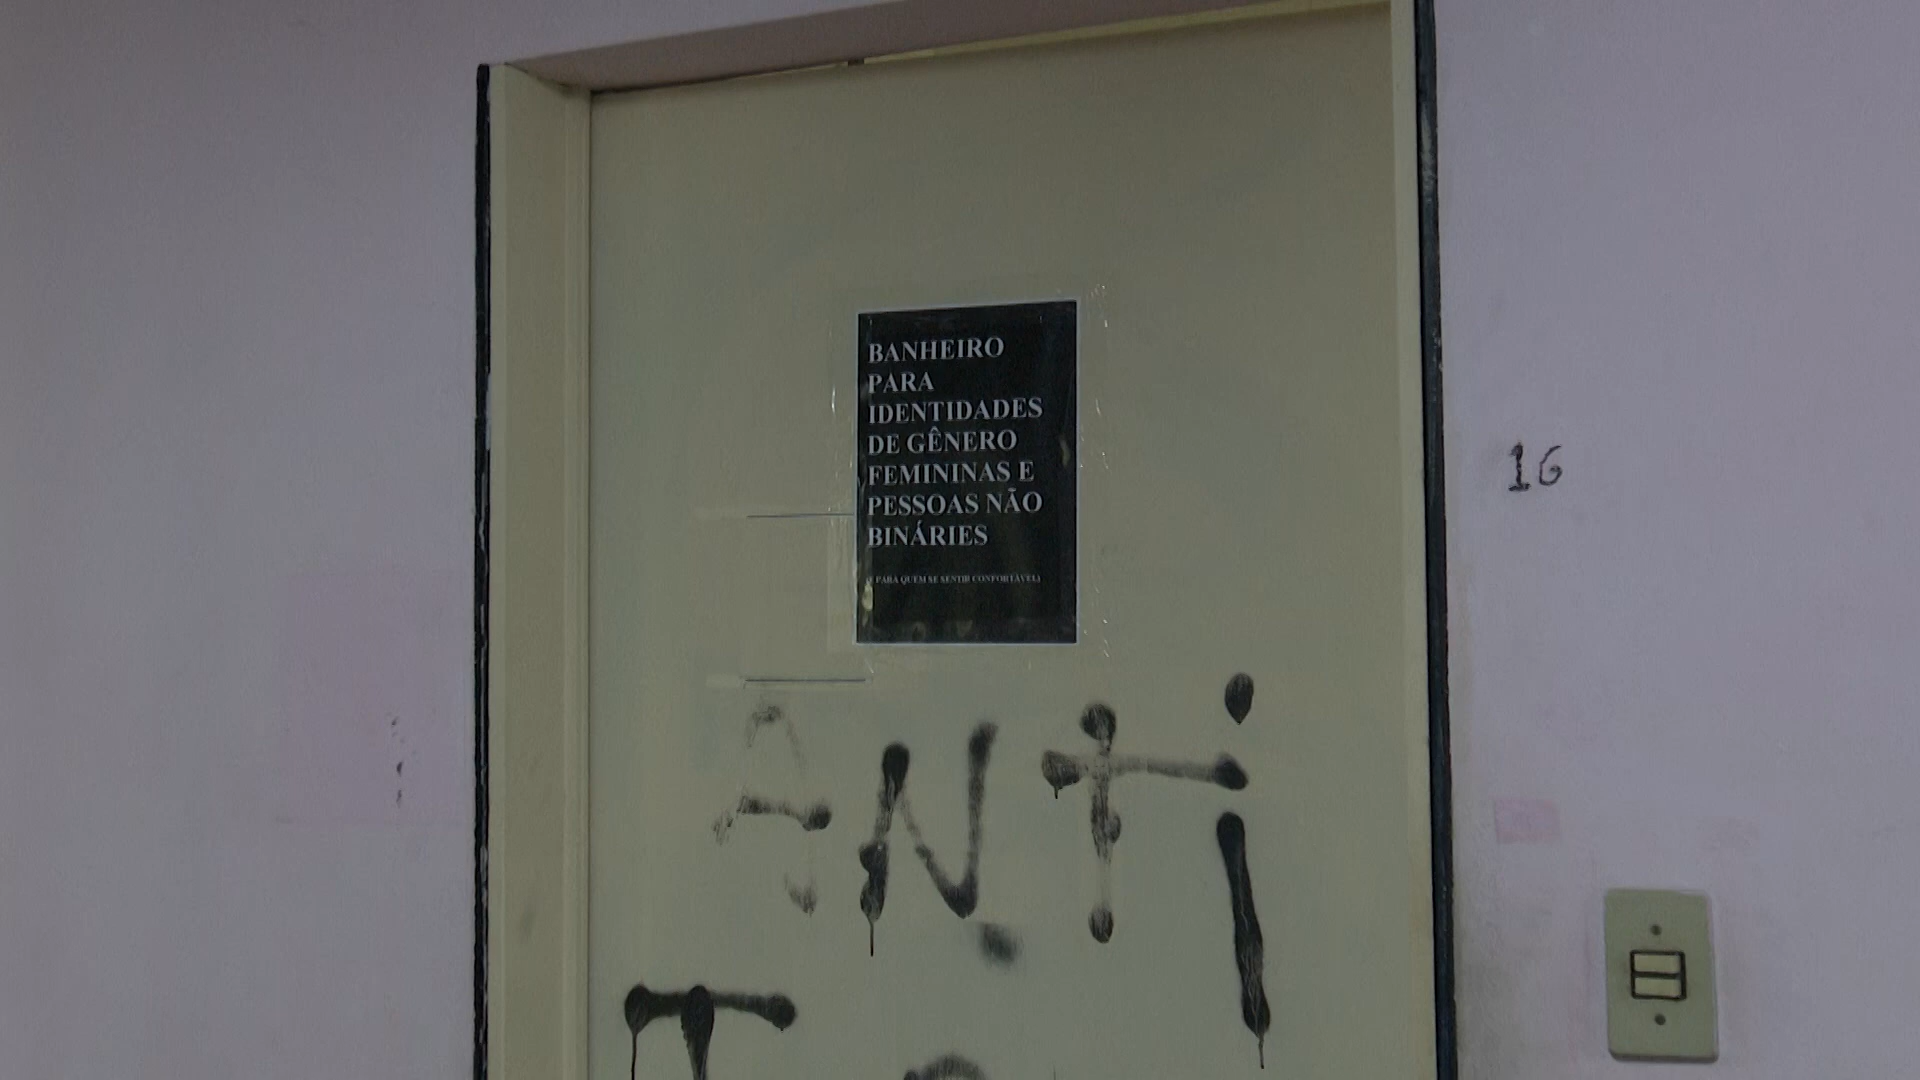 BANHEIRO
PARA
IDENTIDADES
DE GÊNERO
FEMININAS E
PESSOAS NÃO
BINÁRIES
(E PARA QUEM SE SENTIR CONFORTÁVEL)
16
ANTi
T